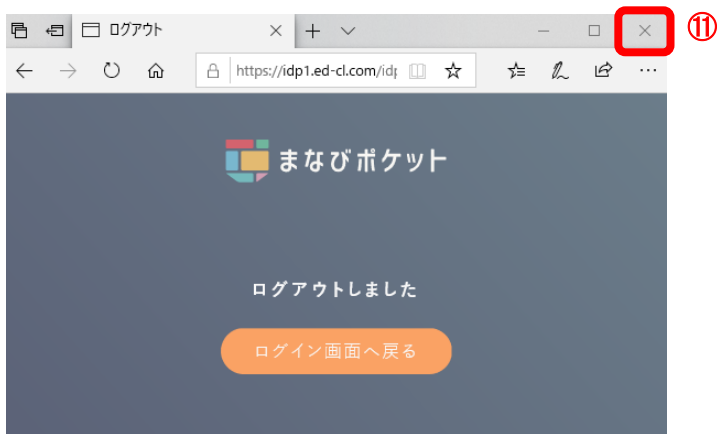 ログアウト
⑪
https://idp1.ed-cl.com/idp
まなびポケット
ログアウトしました
ログイン画面へ戻る